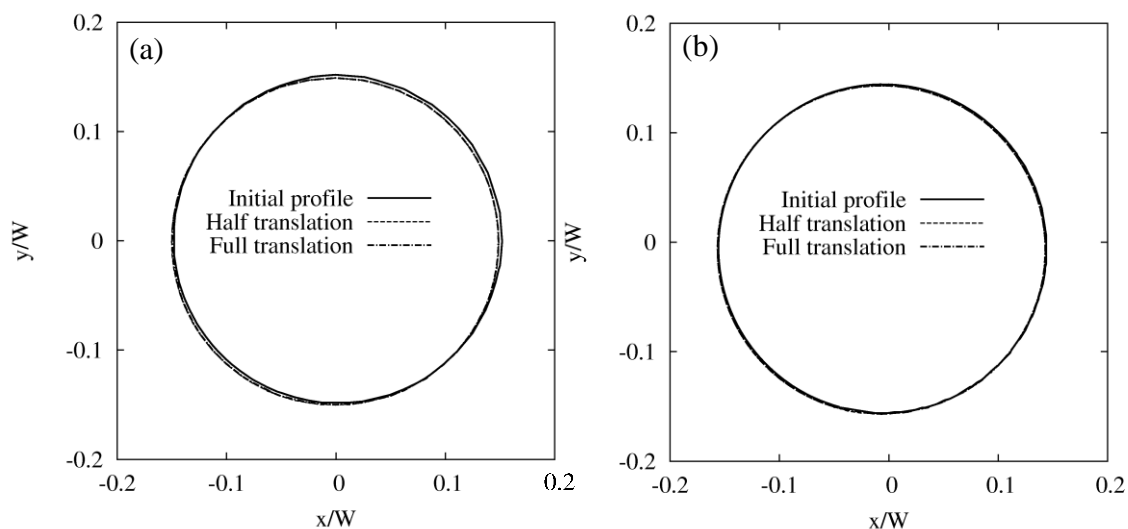 (a)
0.2
0.1
0
-0.1
-0.2
y/W
Initial profile
Half translation
Full translation
-0.2
-0.1
0
0.1
0.2
x/W
(b)
0.2
0.1
0
-0.1
-0.2
y/W
Initial profile
Half translation
Full translation
-0.2
-0.1
0
0.1
0.2
x/W